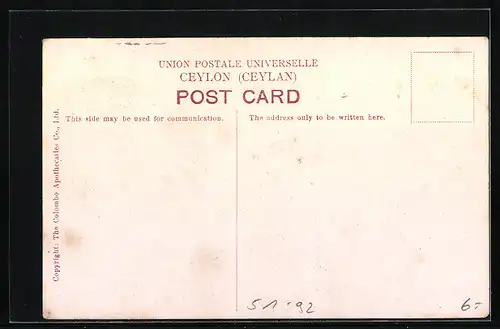 UNION POSTALE UNIVERSELLE
CEYLON (CEYLAN)
POST CARD
This side may be used for communication.
The address only to be written here.
Copyright: The Colombo Apothecaries Co., Ltd.
51-92
6-